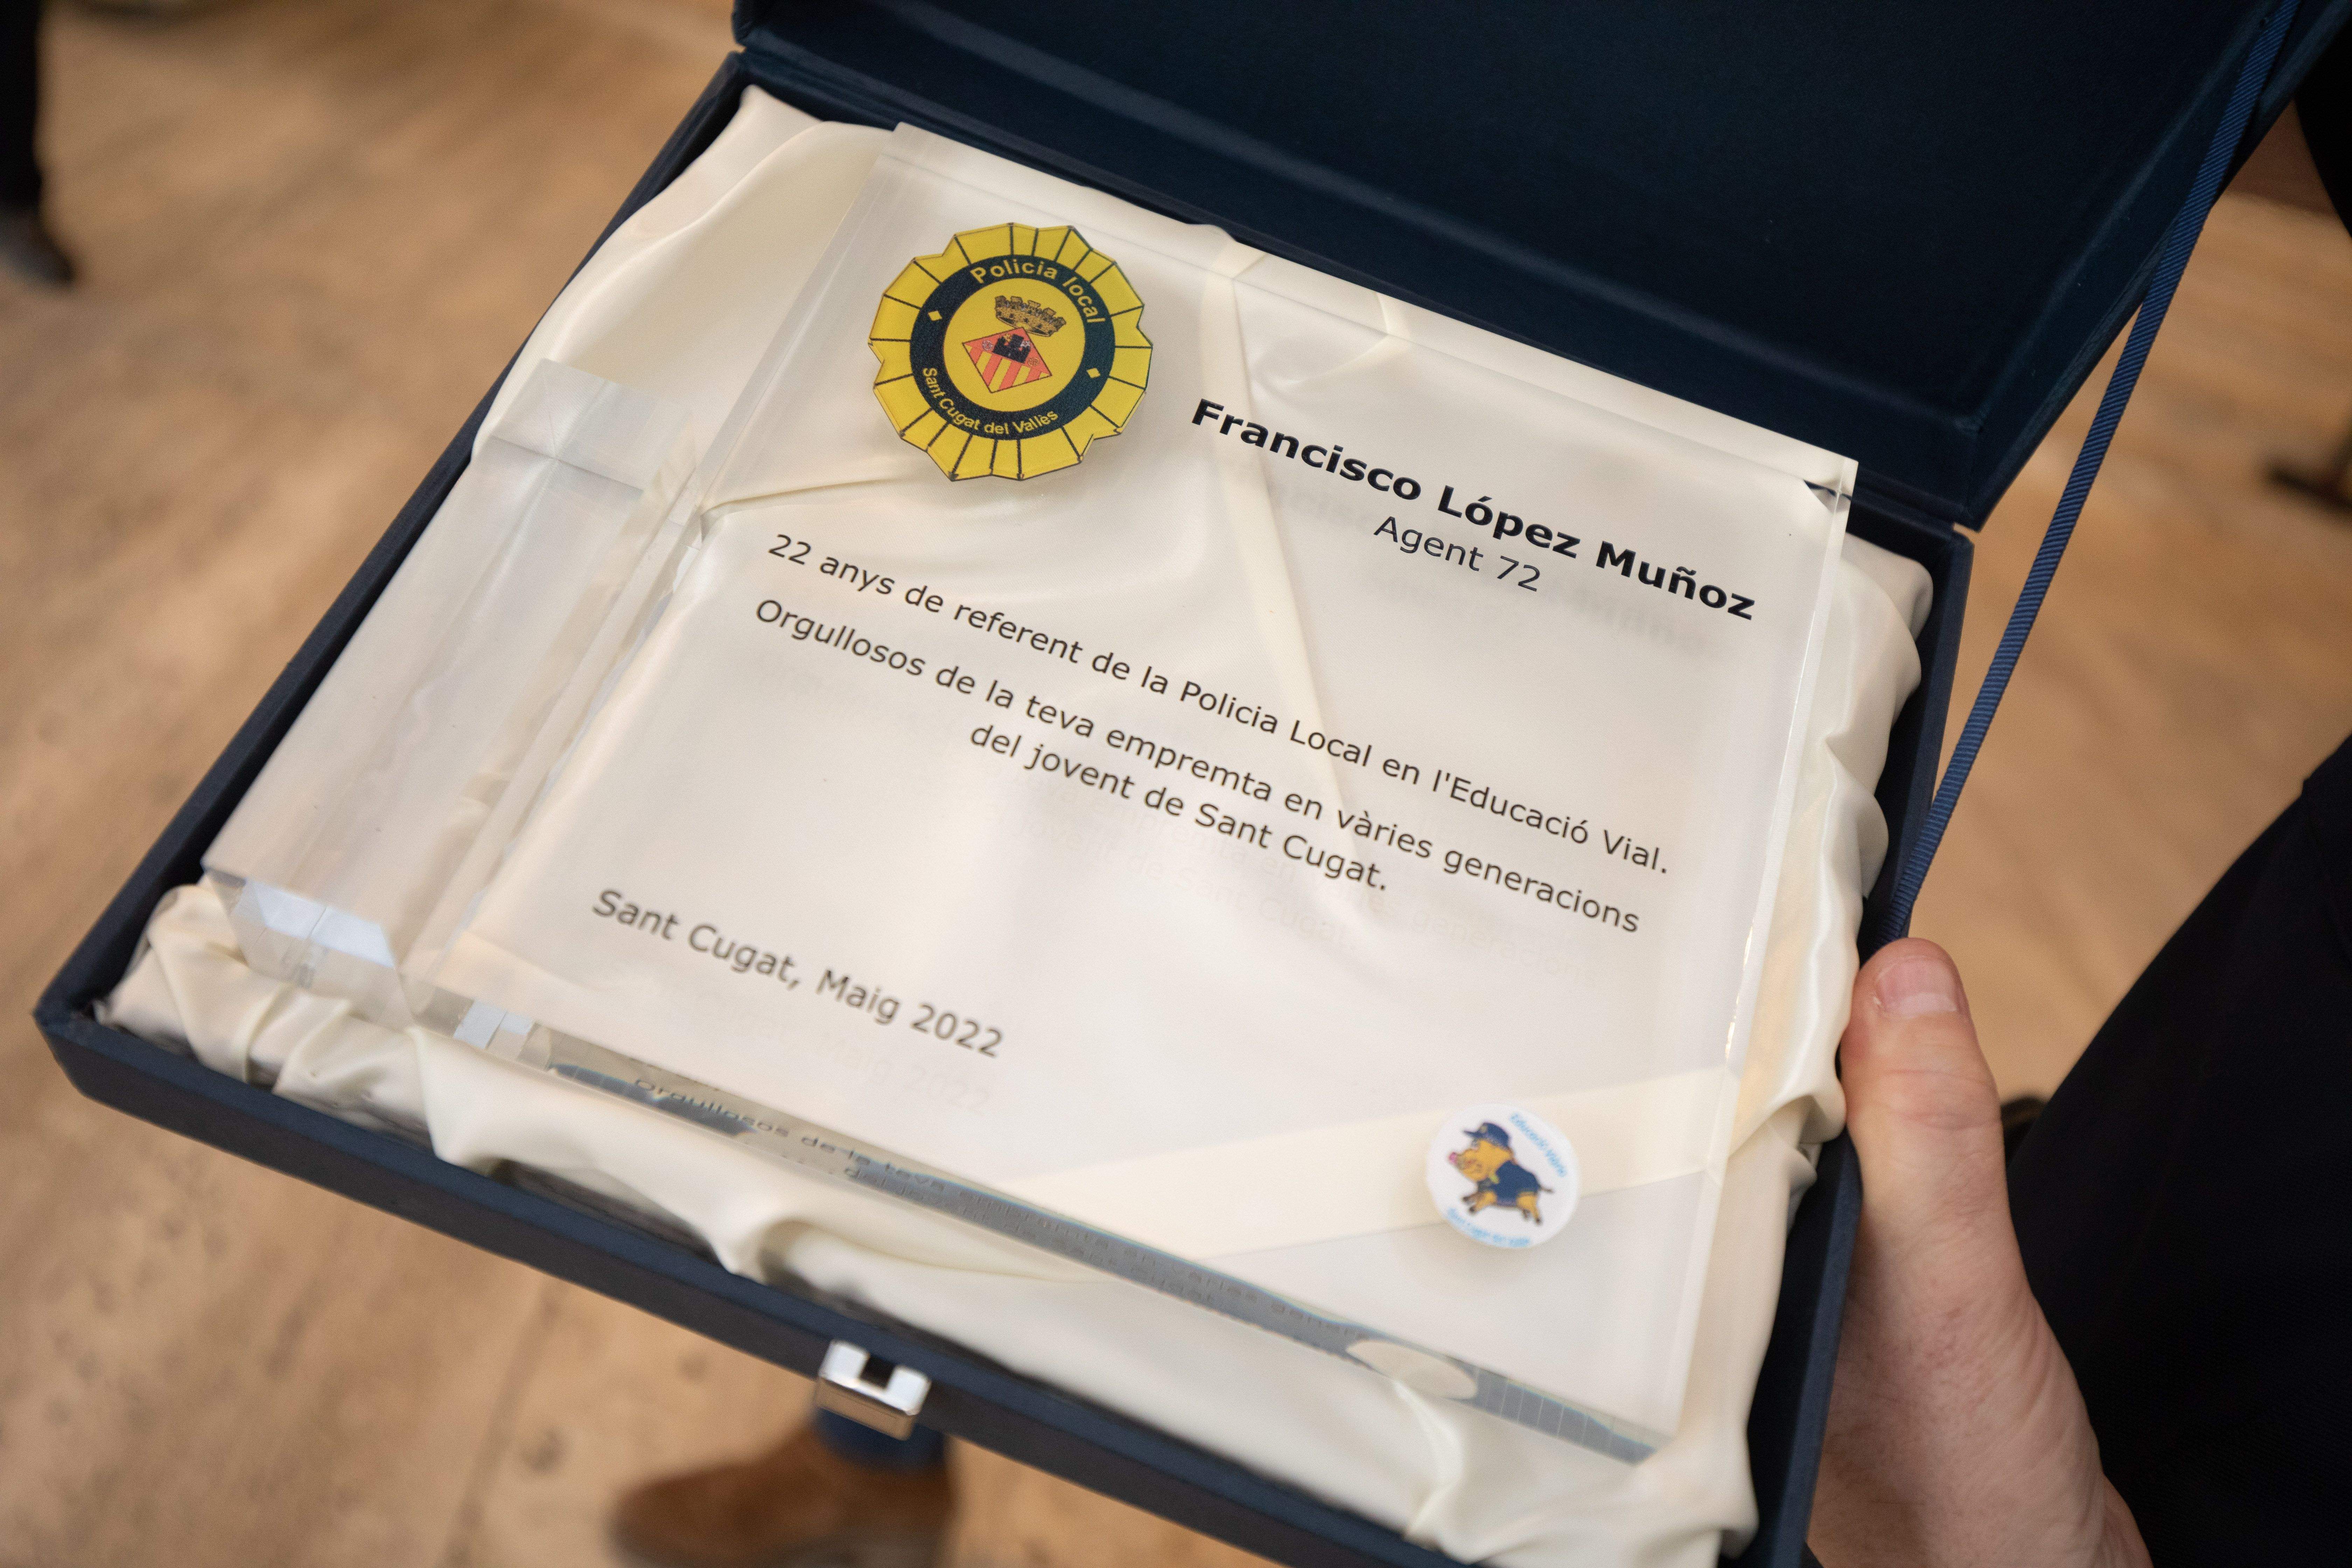 Policia local
Sant Cugat del Vallès
Francisco López Muñoz
Agent 72
22 anys de referent de la Policia Local en l'Educació Vial.
Orgullosos de la teva empremta en vàries generacions
del jovent de Sant Cugat.
Sant Cugat, Maig 2022